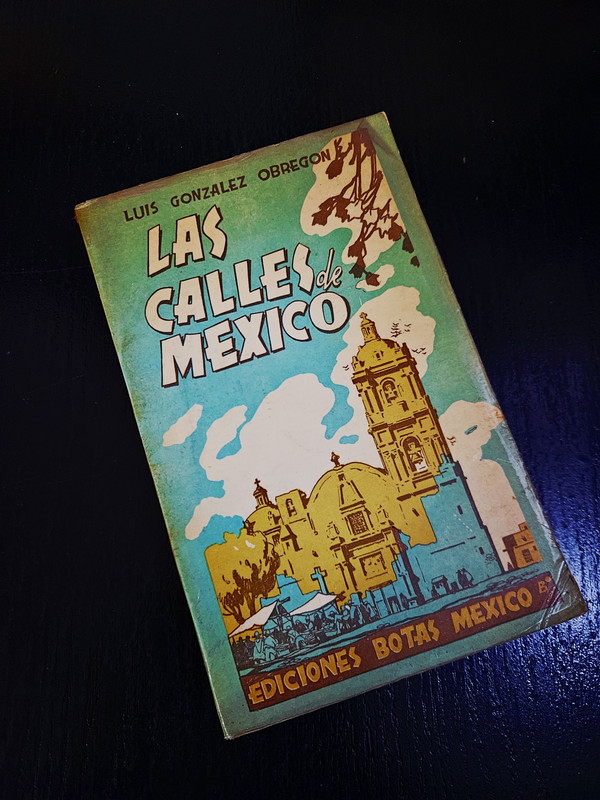 LUIS GONZALEZ OBREGON
LAS
CALLES de
MEXICO
EDICIONES BOTAS MEXICO